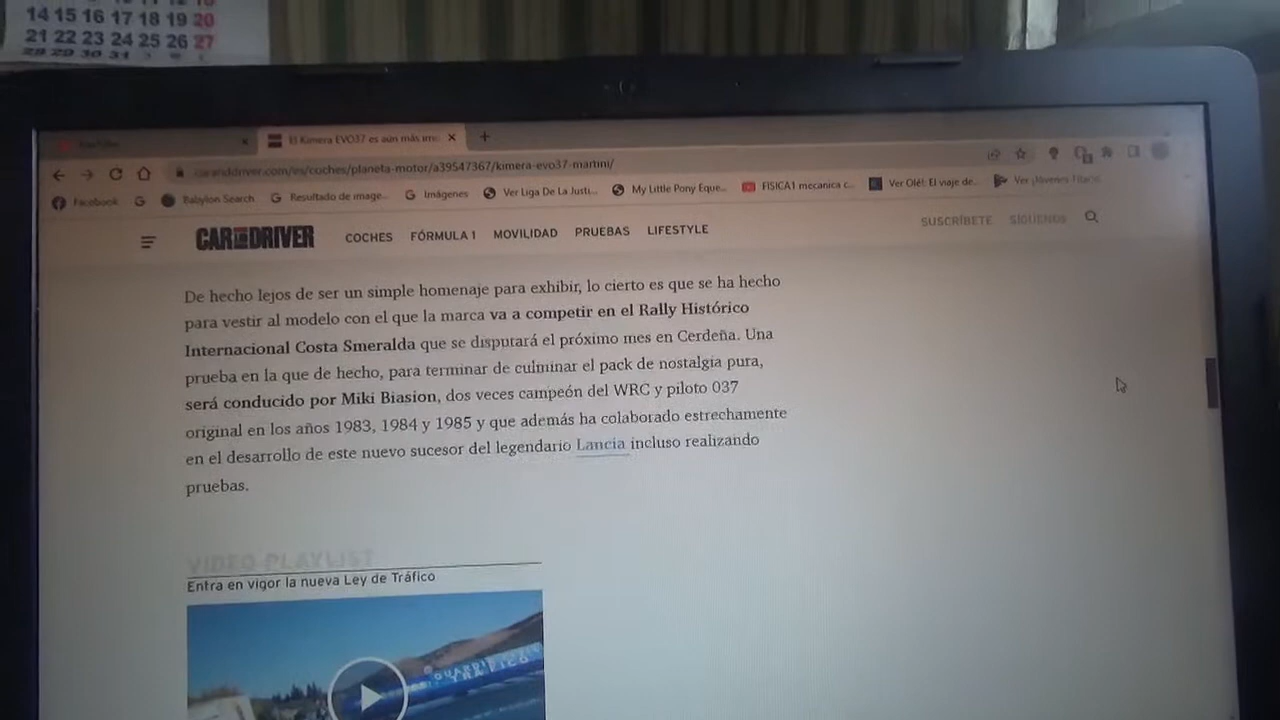 14 15 16 17 18 19 20
21 22 23 24 25 26 27
28 29 30 31
El Kimera EVO37 es aún más im
caranddriver.com/es/coches/planeta-motor/a39547367/kimera-evo37-martini/
Facebook G Babylon Search G Resultado de image... G Imágenes Ver Liga De La Justi... My Little Pony Eque... FISICA1 mecanica c... Ver Olé! El viaje de...
CAR AND DRIVER COCHES FÓRMULA 1 MOVILIDAD PRUEBAS LIFESTYLE SUSCRÍBETE SÍGUENOS
De hecho lejos de ser un simple homenaje para exhibir, lo cierto es que se ha hecho
para vestir al modelo con el que la marca va a competir en el Rally Histórico
Internacional Costa Smeralda que se disputará el próximo mes en Cerdeña. Una
prueba en la que de hecho, para terminar de culminar el pack de nostalgia pura,
será conducido por Miki Biasion, dos veces campeón del WRC y piloto 037
original en los años 1983, 1984 y 1985 y que además ha colaborado estrechamente
en el desarrollo de este nuevo sucesor del legendario Lancia incluso realizando
pruebas.
VIDEO PLAYLIST
Entra en vigor la nueva Ley de Tráfico
GUARDIA
TRAFICO